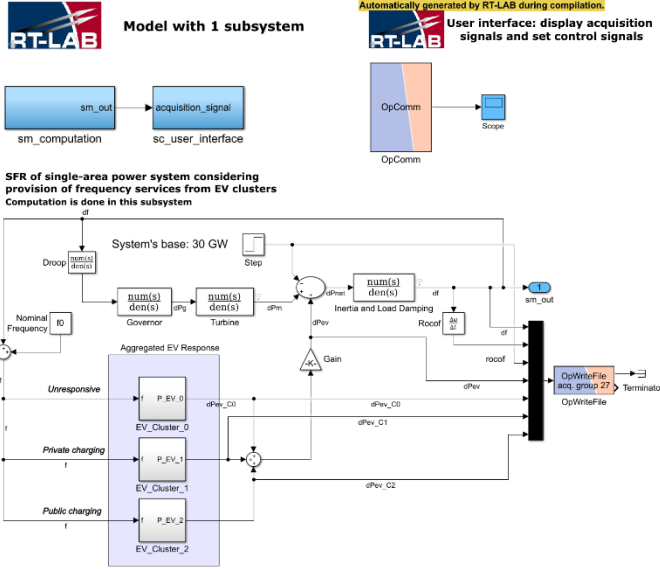 RT-LAB
Model with 1 subsystem
Automatically generated by RT-LAB during compilation.
RT-LAB
User interface: display acquisition
signals and set control signals
sm_out
acquisition_signal
sm_computation
sc_user_interface
OpComm
OpComm
Scope
SFR of single-area power system considering
provision of frequency services from EV clusters
Computation is done in this subsystem
df
System's base: 30 GW
Step
Droop
num(s)
den(s)
num(s)
den(s)
Governor
dPg
num(s)
den(s)
Turbine
dPm
dPnet
num(s)
den(s)
Inertia and Load Damping
df
1
sm_out
dPev
Nominal
Frequency
f0
Rocof
Δu
Δt
df
rocof
Gain
-K-
dPev
Aggregated EV Response
OpWriteFile
acq. group 27
OpWriteFile
Terminato
f
Unresponsive
f
P_EV_0
EV_Cluster_0
dPev_C0
dPev_C0
f
dPev_C1
Private charging
f
f
P_EV_1
EV_Cluster_1
dPev_C2
Public charging
f
f
P_EV_2
EV_Cluster_2